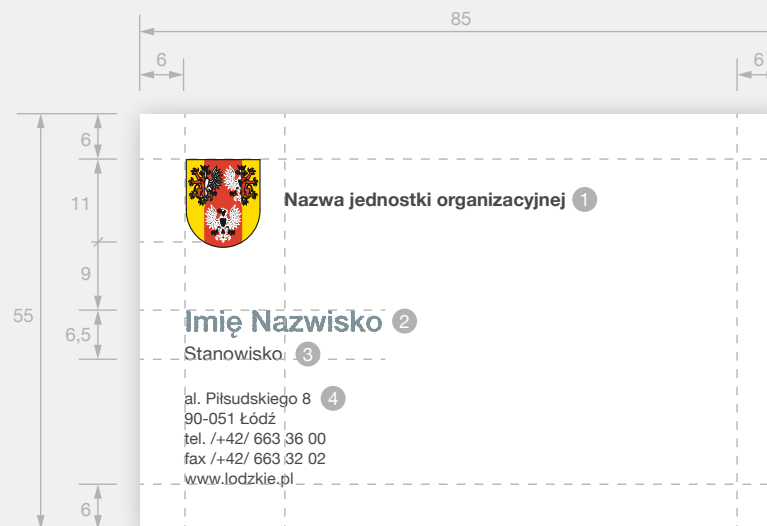 85
6
6
6
11
Nazwa jednostki organizacyjnej 1
9
55
6,5
Imię Nazwisko 2
Stanowisko 3
al. Piłsudskiego 8 4
90-051 Łódź
tel. /+42/ 663 36 00
fax /+42/ 663 32 02
www.lodzkie.pl
6